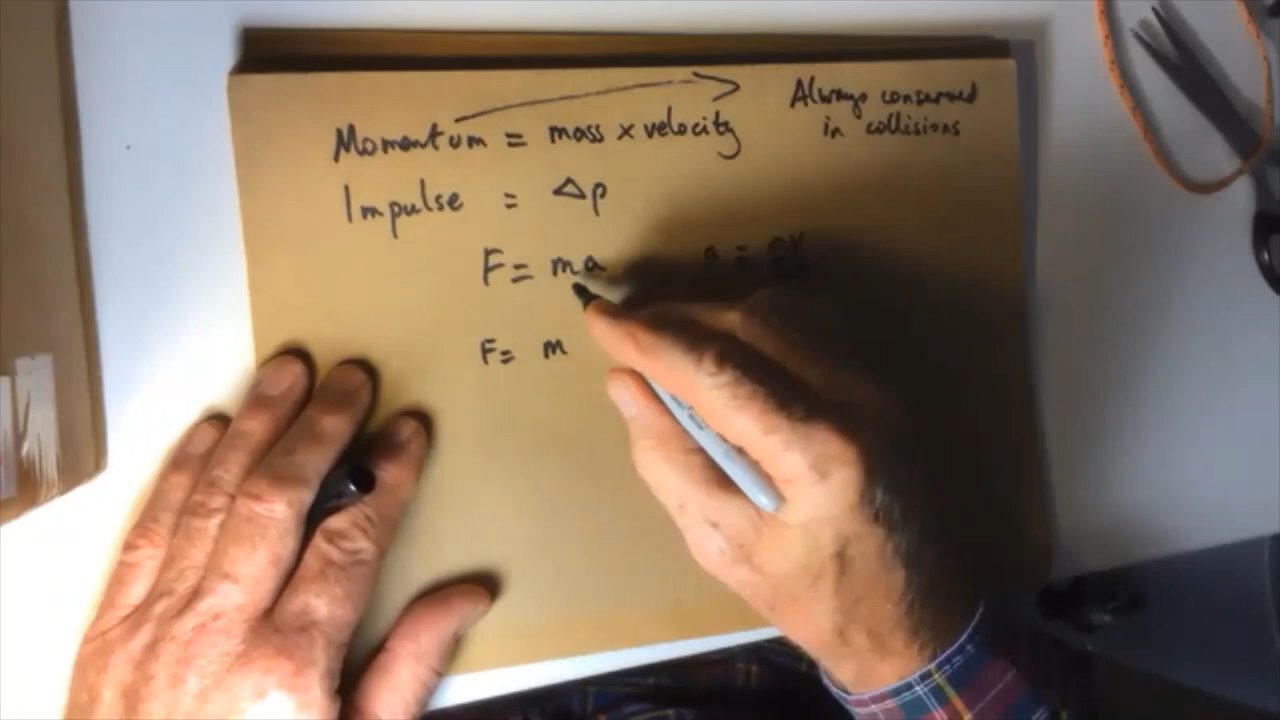 Momentum = mass x velocity
Always conserved
in collisions
Impulse = Δp
F = ma
F = m